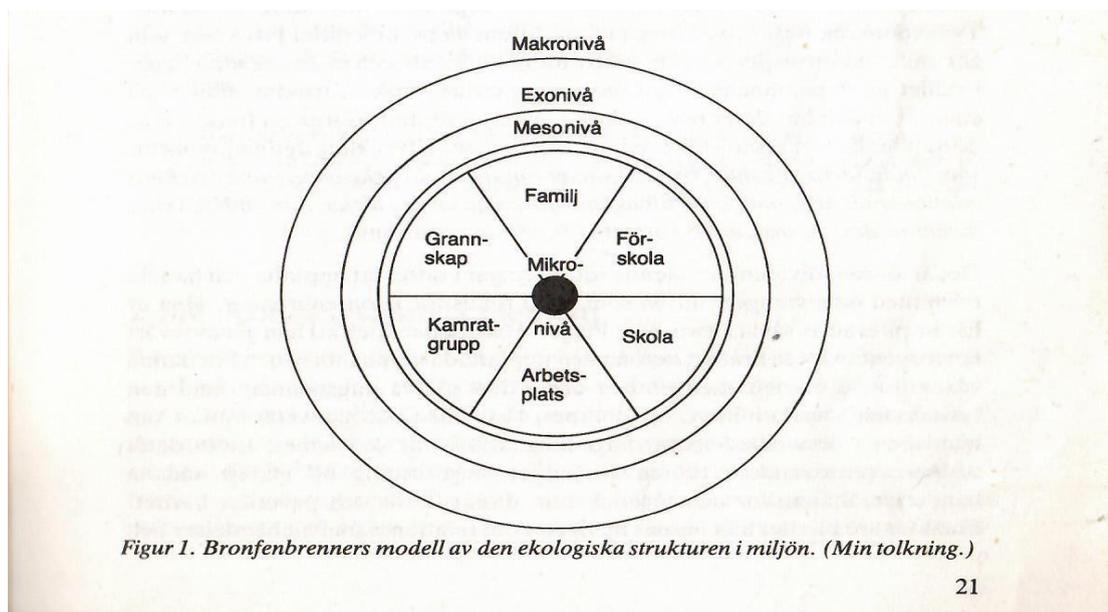 Makronivå
Exonivå
Mesonivå
Familj
Grann-
skap
För-
skola
Mikro-
nivå
Kamrat-
grupp
Skola
Arbets-
plats
Figur 1. Bronfenbrenners modell av den ekologiska strukturen i miljön. (Min tolkning.)
21